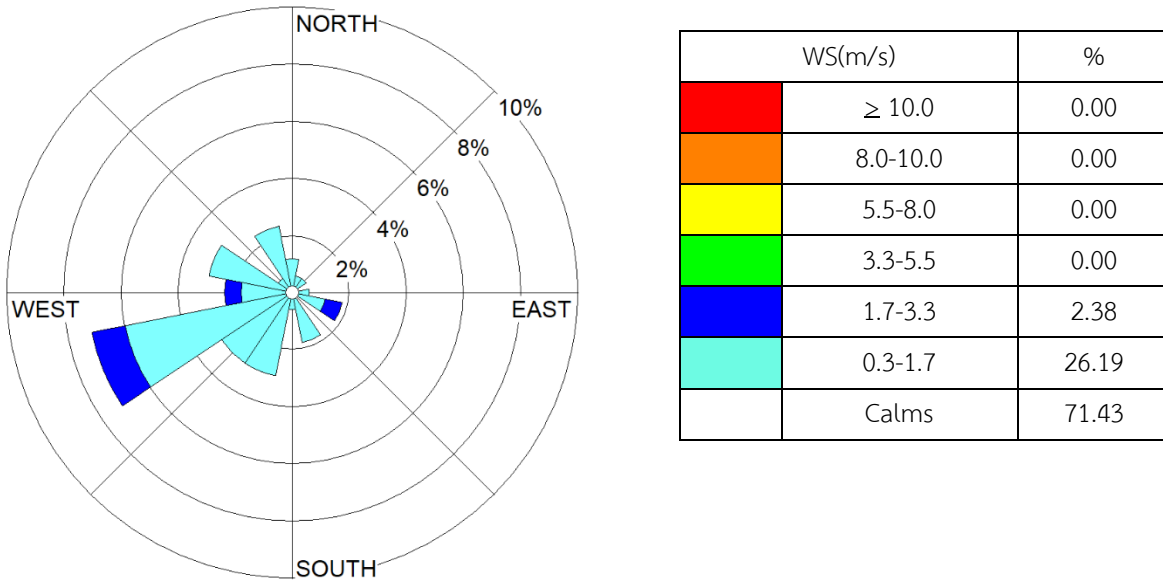 NORTH
10%
8%
6%
4%
2%
WEST
EAST
SOUTH
WS(m/s) %
≥ 10.0 0.00
8.0-10.0 0.00
5.5-8.0 0.00
3.3-5.5 0.00
1.7-3.3 2.38
0.3-1.7 26.19
Calms 71.43